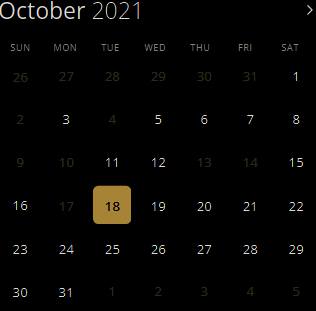 October 2021
SUN MON TUE WED THU FRI SAT
26 27 28 29 30 31 1
2 3 4 5 6 7 8
9 10 11 12 13 14 15
16 17 18 19 20 21 22
23 24 25 26 27 28 29
30 31 1 2 3 4 5